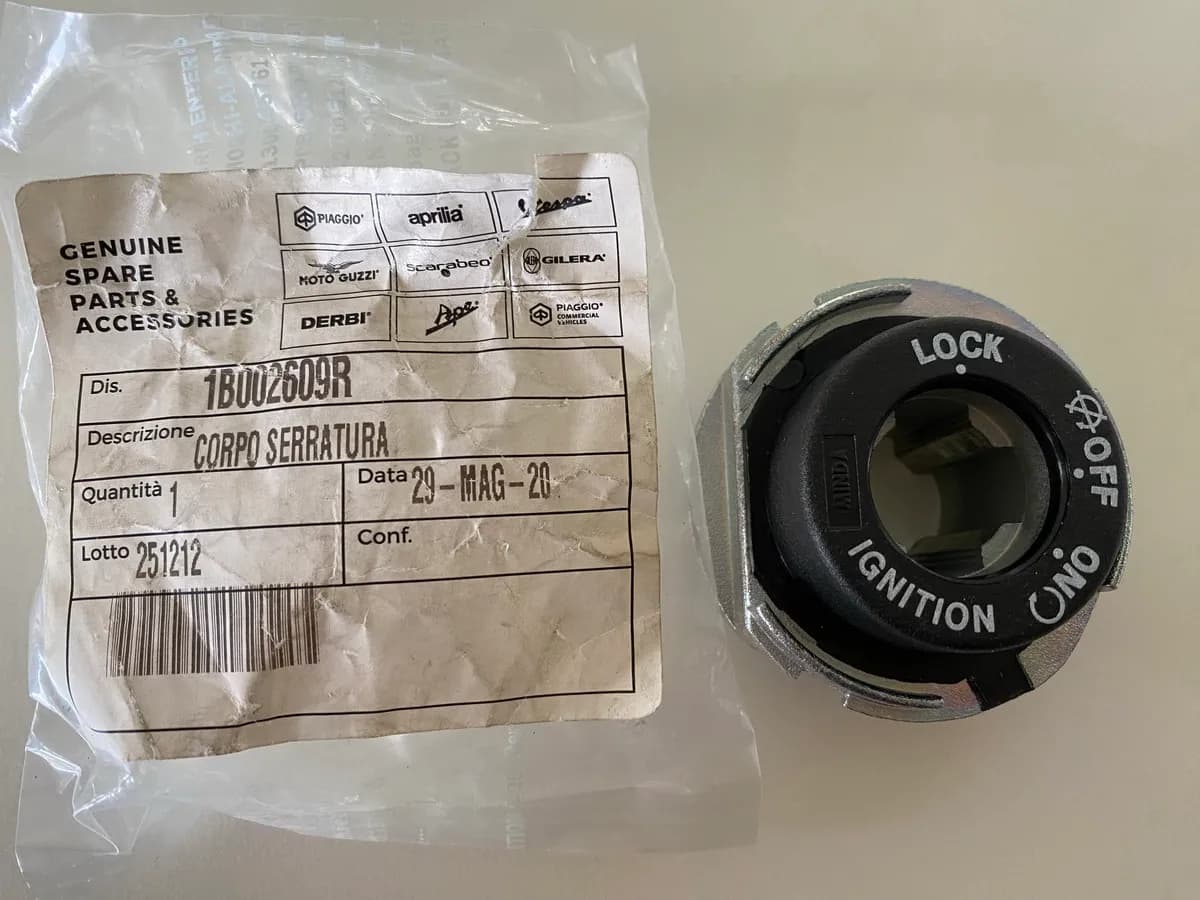 GENUINE
SPARE
PARTS &
ACCESSORIES
PIAGGIO®
aprilia®
Vespa®
MOTO GUZZI®
scarabeo®
GILERA®
DERBI®
Ape®
PIAGGIO®
COMMERCIAL
VEHICLES
Dis. 1B002609R
Descrizione CORPO SERRATURA
Quantità 1
Data 29-MAG-20
Lotto 251212
Conf.
LOCK
OFF
ON
IGNITION
MINDA